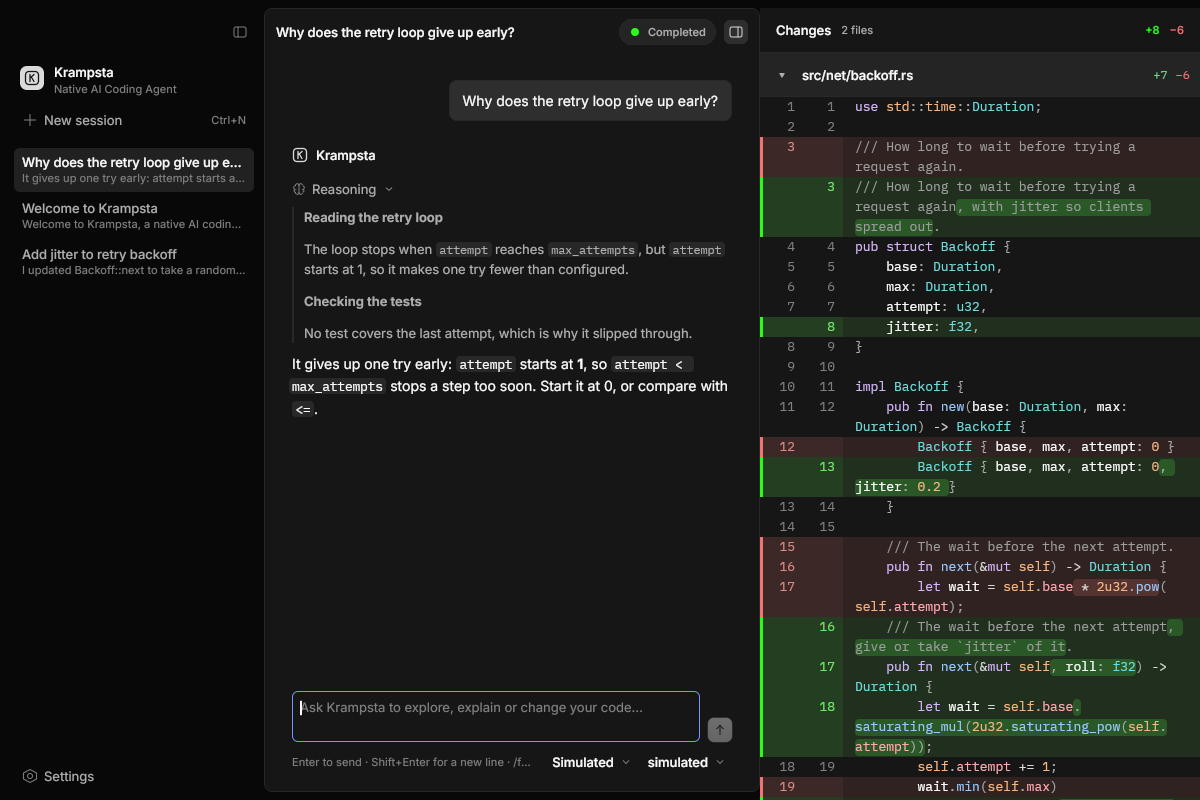 Krampsta
Native AI Coding Agent
New session Ctrl+N
Why does the retry loop give up e...
It gives up one try early: attempt starts a...
Welcome to Krampsta
Welcome to Krampsta, a native AI codin...
Add jitter to retry backoff
I updated Backoff::next to take a random...
Settings
Why does the retry loop give up early?
Completed
Why does the retry loop give up early?
Krampsta
Reasoning
Reading the retry loop
The loop stops when attempt reaches max_attempts, but attempt
starts at 1, so it makes one try fewer than configured.
Checking the tests
No test covers the last attempt, which is why it slipped through.
It gives up one try early: attempt starts at 1, so attempt <
max_attempts stops a step too soon. Start it at 0, or compare with
<=.
Ask Krampsta to explore, explain or change your code...
Enter to send · Shift+Enter for a new line · /f...
Simulated
simulated
Changes 2 files +8 −6
src/net/backoff.rs +7 −6
1 1 use std::time::Duration;
2 2
3 /// How long to wait before trying a
request again.
3 /// How long to wait before trying a
request again, with jitter so clients
spread out.
4 4 pub struct Backoff {
5 5 base: Duration,
6 6 max: Duration,
7 7 attempt: u32,
8 jitter: f32,
8 9 }
9 10
10 11 impl Backoff {
11 12 pub fn new(base: Duration, max:
Duration) -> Backoff {
12 Backoff { base, max, attempt: 0 }
13 Backoff { base, max, attempt: 0,
jitter: 0.2 }
13 14 }
14 15
15 /// The wait before the next attempt.
16 pub fn next(&mut self) -> Duration {
17 let wait = self.base * 2u32.pow(
self.attempt);
16 /// The wait before the next attempt,
give or take `jitter` of it.
17 pub fn next(&mut self, roll: f32) ->
Duration {
18 let wait = self.base.
saturating_mul(2u32.saturating_pow(self.
attempt));
18 19 self.attempt += 1;
19 wait.min(self.max)